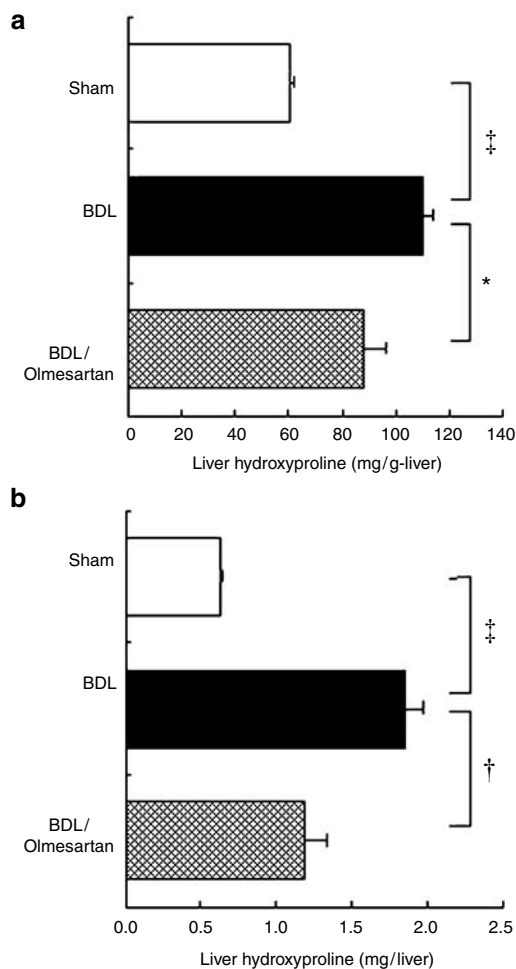 a
Sham
‡
BDL
*
BDL/
Olmesartan
0 20 40 60 80 100 120 140
Liver hydroxyproline (mg/g-liver)
b
Sham
‡
BDL
†
BDL/
Olmesartan
0.0 0.5 1.0 1.5 2.0 2.5
Liver hydroxyproline (mg/liver)